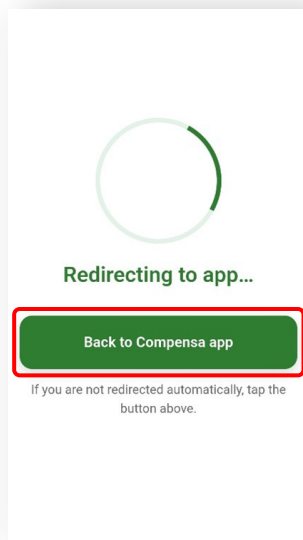 Redirecting to app...
Back to Compensa app
If you are not redirected automatically, tap the
button above.